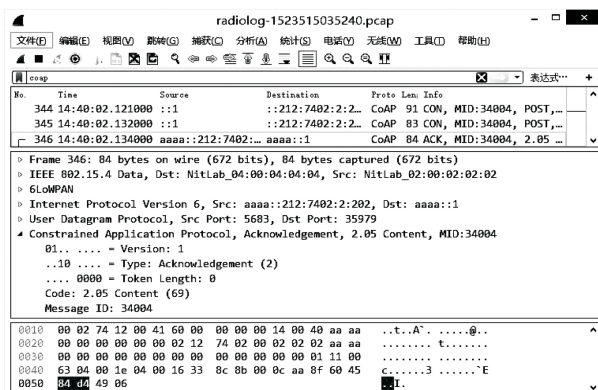 radiolog-1523515035240.pcap
文件(F) 编辑(E) 视图(V) 跳转(G) 捕获(C) 分析(A) 统计(S) 电话(Y) 无线(W) 工具(T) 帮助(H)
coap 表达式…
No. Time Source Destination Proto Len Info
344 14:40:02.121000 ::1 ::212:7402:2:2… CoAP 91 CON, MID:34004, POST,…
345 14:40:02.132000 ::1 ::212:7402:2:2… CoAP 83 CON, MID:34004, POST,…
346 14:40:02.134000 aaaa::212:7402:… aaaa::1 CoAP 84 ACK, MID:34004, 2.05 …
Frame 346: 84 bytes on wire (672 bits), 84 bytes captured (672 bits)
IEEE 802.15.4 Data, Dst: NitLab_04:00:04:04:04, Src: NitLab_02:00:02:02:02
6LoWPAN
Internet Protocol Version 6, Src: aaaa::212:7402:2:202, Dst: aaaa::1
User Datagram Protocol, Src Port: 5683, Dst Port: 35979
Constrained Application Protocol, Acknowledgement, 2.05 Content, MID:34004
01.. .... = Version: 1
..10 .... = Type: Acknowledgement (2)
.... 0000 = Token Length: 0
Code: 2.05 Content (69)
Message ID: 34004
0010 00 02 74 12 00 41 60 00 00 00 00 14 00 40 aa aa ..t..A`. .....@..
0020 00 00 00 00 00 00 02 12 74 02 00 02 02 02 aa aa ........ t.......
0030 00 00 00 00 00 00 00 00 00 00 00 00 00 01 11 00 ........ ........
0040 63 04 00 1e 04 00 16 33 8c 8b 00 0c aa 8f 60 45 c......3 ......`E
0050 84 d4 49 06 ..I.